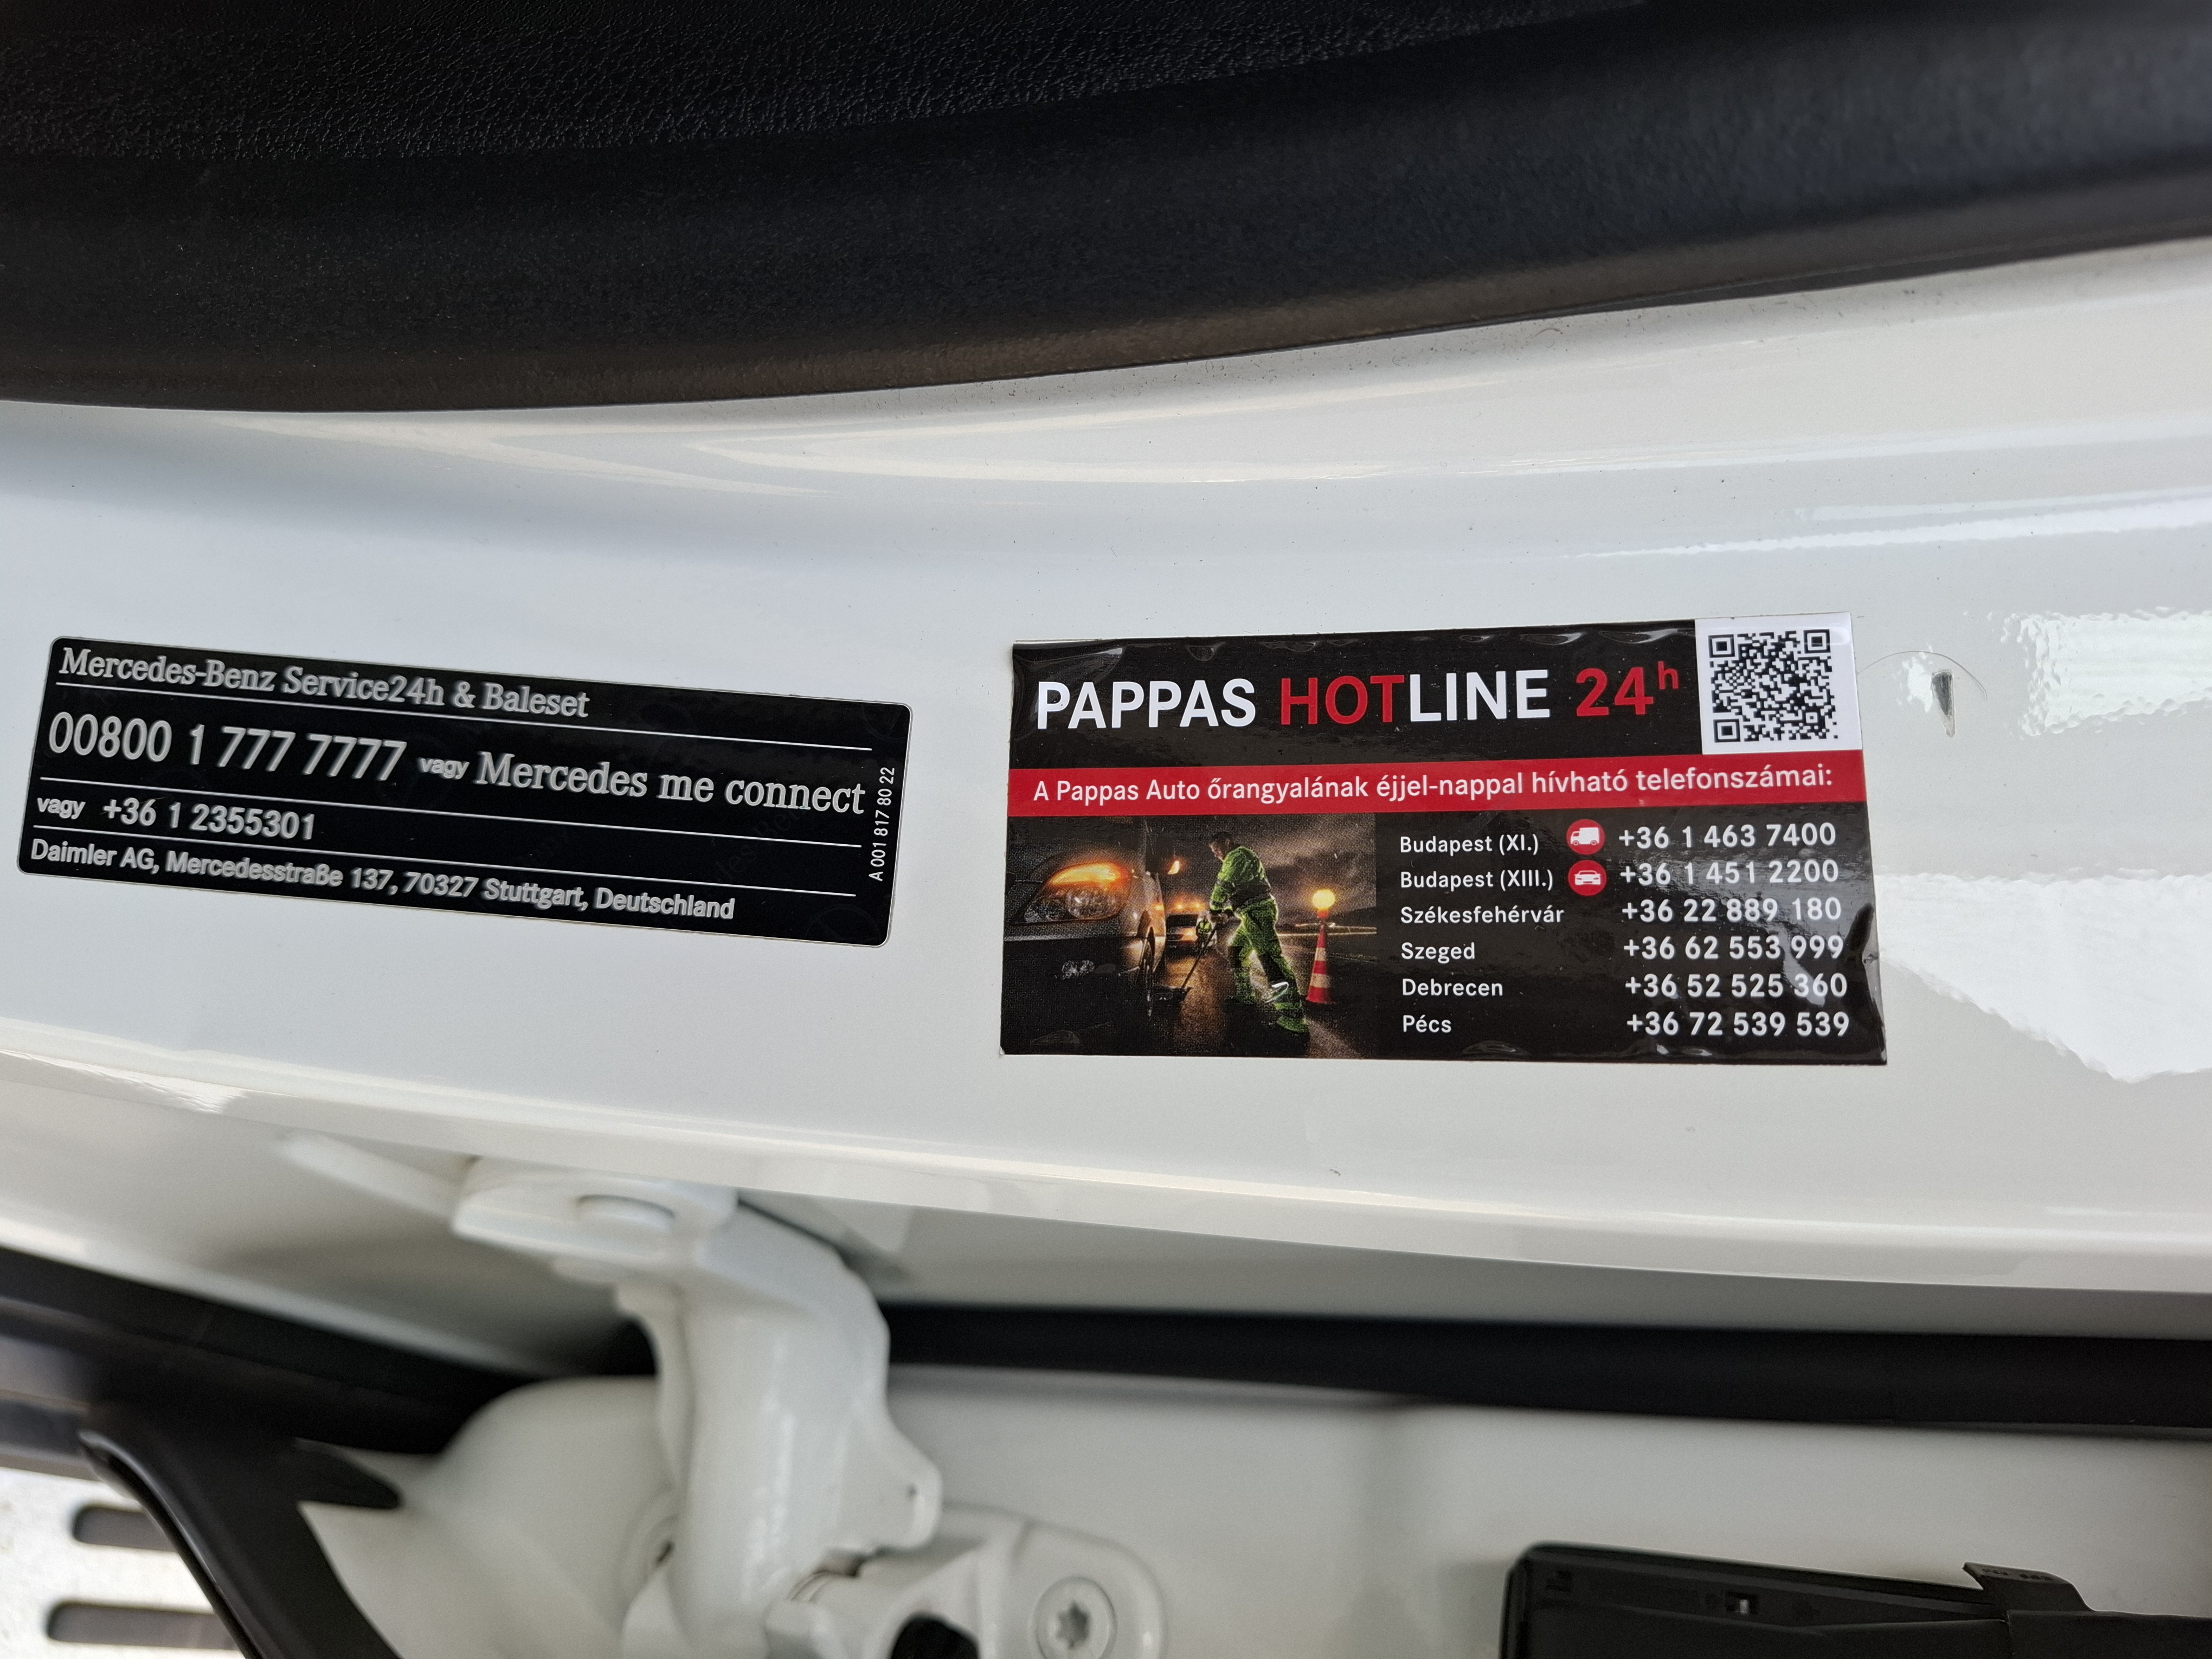 Mercedes-Benz Service24h & Baleset
00800 1 777 7777 vagy Mercedes me connect
vagy +36 1 2355301
Daimler AG, Mercedesstraße 137, 70327 Stuttgart, Deutschland
A 001 817 80 22
PAPPAS HOTLINE 24h
A Pappas Auto őrangyalának éjjel-nappal hívható telefonszámai:
Budapest (XI.) +36 1 463 7400
Budapest (XIII.) +36 1 451 2200
Székesfehérvár +36 22 889 180
Szeged +36 62 553 999
Debrecen +36 52 525 360
Pécs +36 72 539 539